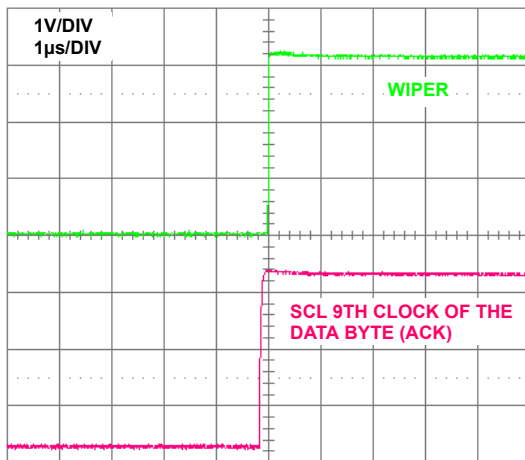 1V/DIV
1µs/DIV
WIPER
SCL 9TH CLOCK OF THE
DATA BYTE (ACK)